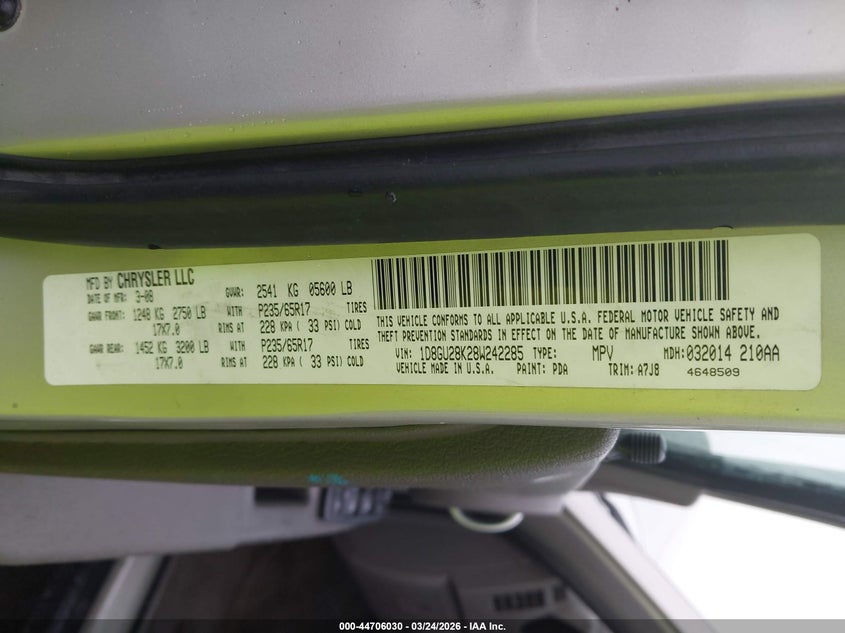 MFD BY CHRYSLER LLC
DATE OF MFR: 3-08 GVWR: 2541 KG 05600 LB
GAWR FRONT: 1248 KG 2750 LB WITH P235/65R17 TIRES
17X7.0 RIMS AT 228 KPA ( 33 PSI) COLD
GAWR REAR: 1452 KG 3200 LB WITH P235/65R17 TIRES
17X7.0 RIMS AT 228 KPA ( 33 PSI) COLD
THIS VEHICLE CONFORMS TO ALL APPLICABLE U.S.A. FEDERAL MOTOR VEHICLE SAFETY AND
THEFT PREVENTION STANDARDS IN EFFECT ON THE DATE OF MANUFACTURE SHOWN ABOVE.
VIN: 1D8GU28K28W242285 TYPE: MPV MDH: 032014 210AA
VEHICLE MADE IN U.S.A. PAINT: PDA TRIM: A7J8 4648509
000-44706030 - 03/24/2026 - IAA Inc.